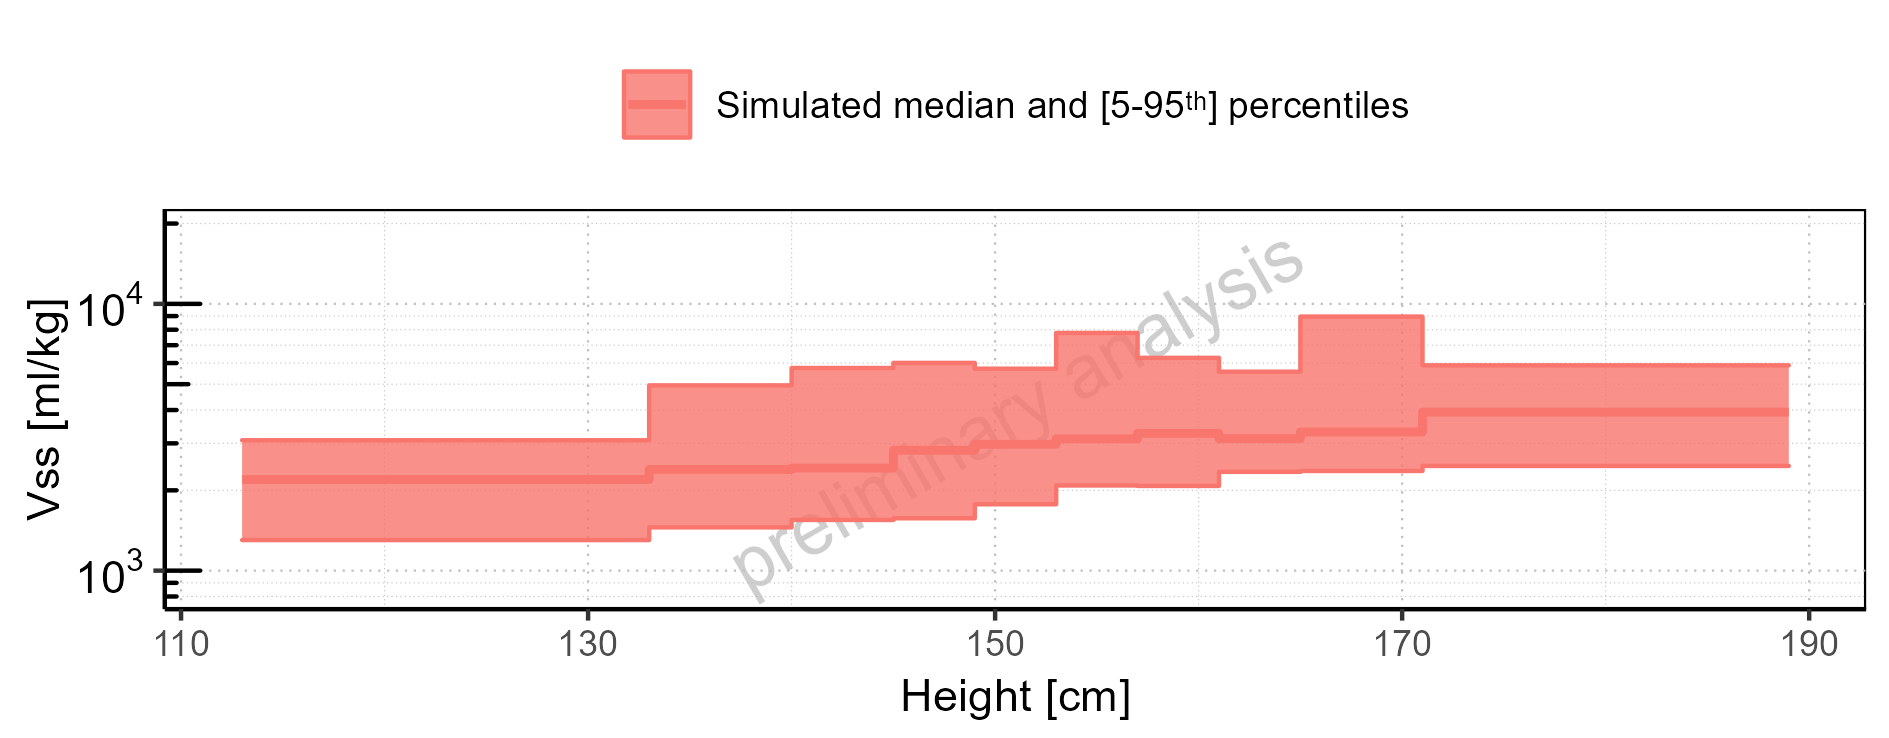 Simulated median and [5-95th] percentiles
preliminary analysis
Vss [ml/kg]
10^4
10^3
110 130 150 170 190
Height [cm]